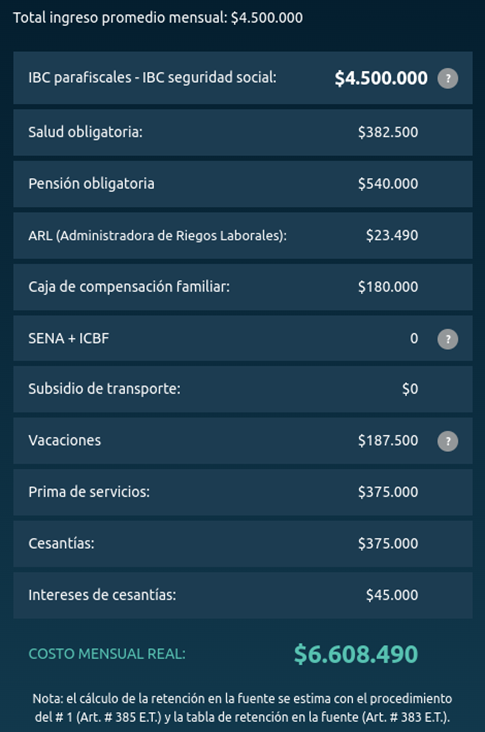 Total ingreso promedio mensual: $4.500.000
IBC parafiscales - IBC seguridad social: $4.500.000 ?
Salud obligatoria: $382.500
Pensión obligatoria $540.000
ARL (Administradora de Riegos Laborales): $23.490
Caja de compensación familiar: $180.000
SENA + ICBF 0 ?
Subsidio de transporte: $0
Vacaciones $187.500 ?
Prima de servicios: $375.000
Cesantías: $375.000
Intereses de cesantías: $45.000
COSTO MENSUAL REAL: $6.608.490
Nota: el cálculo de la retención en la fuente se estima con el procedimiento
del # 1 (Art. # 385 E.T.) y la tabla de retención en la fuente (Art. # 383 E.T.).